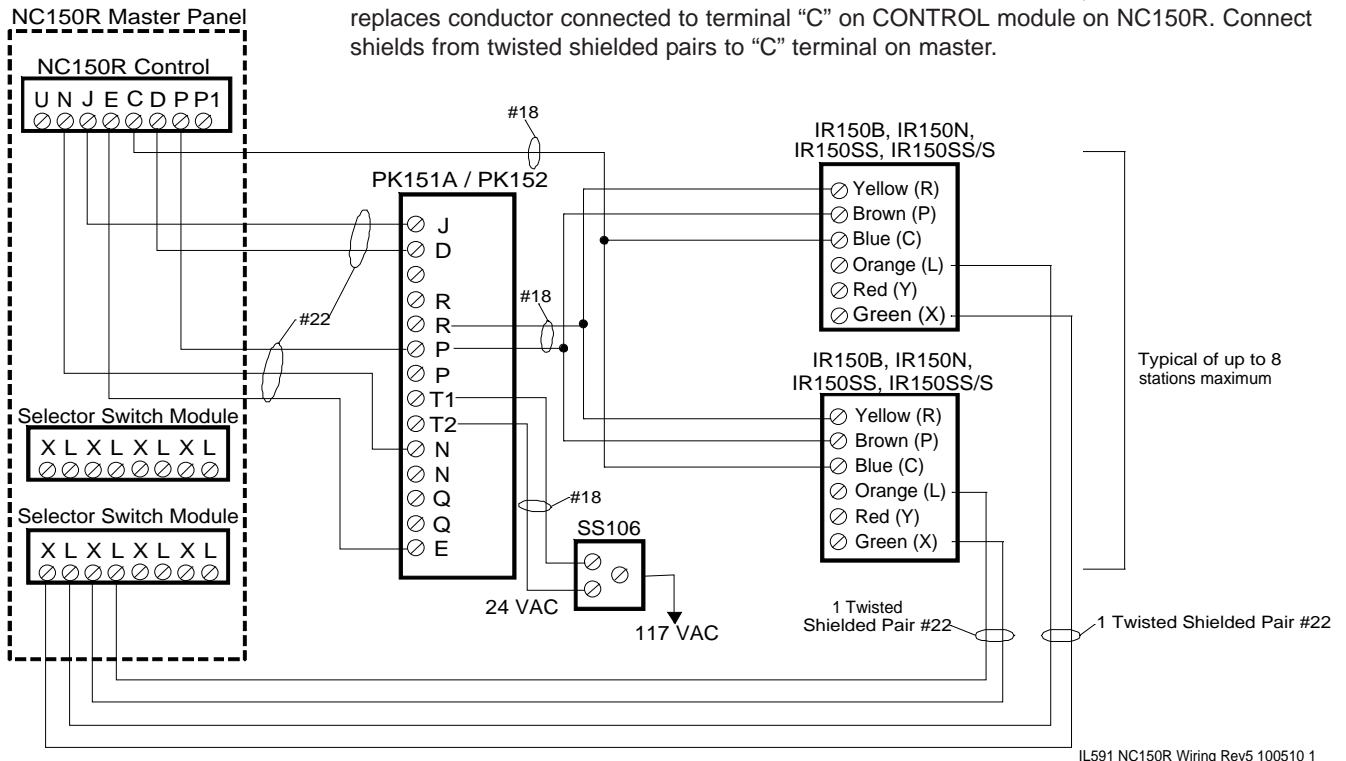 replaces conductor connected to terminal “C” on CONTROL module on NC150R. Connect
shields from twisted shielded pairs to “C” terminal on master.
NC150R Master Panel
NC150R Control
U N J E C D P P1
#18
PK151A / PK152
J
D
R
R
P
P
T1
T2
N
N
Q
Q
E
#22
#18
#18
Selector Switch Module
X L X L X L X L
Selector Switch Module
X L X L X L X L
SS106
24 VAC
117 VAC
IR150B, IR150N,
IR150SS, IR150SS/S
Yellow (R)
Brown (P)
Blue (C)
Orange (L)
Red (Y)
Green (X)
IR150B, IR150N,
IR150SS, IR150SS/S
Yellow (R)
Brown (P)
Blue (C)
Orange (L)
Red (Y)
Green (X)
Typical of up to 8
stations maximum
1 Twisted
Shielded Pair #22
1 Twisted Shielded Pair #22
IL591 NC150R Wiring Rev5 100510 1